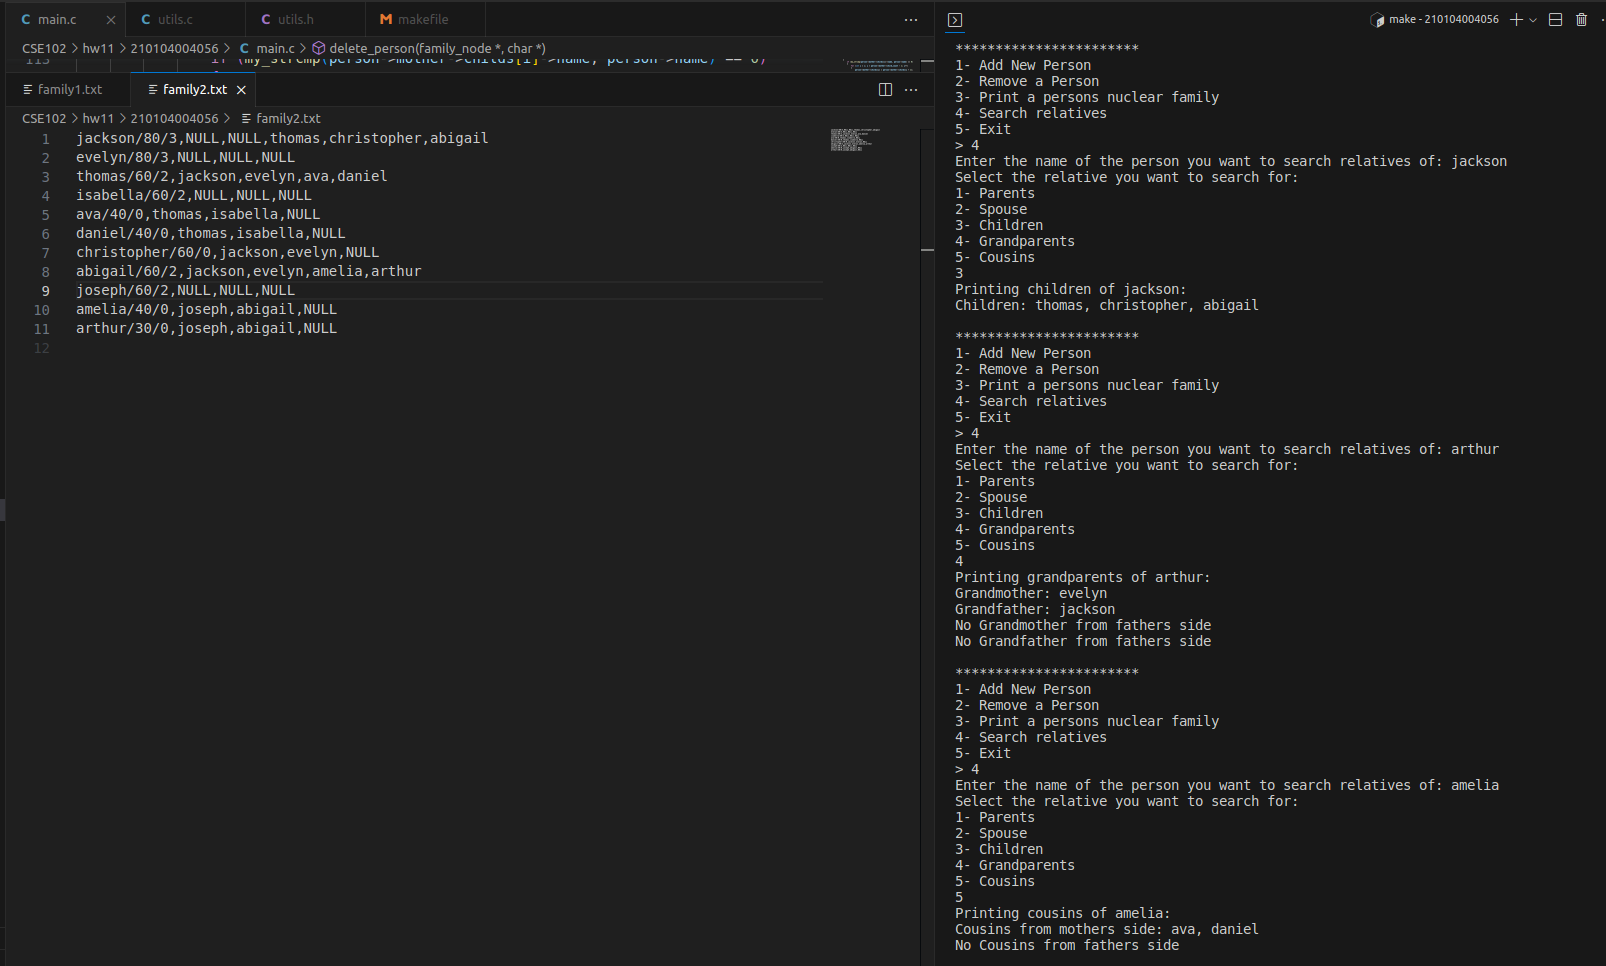 main.c
utils.c
utils.h
makefile
CSE102 > hw11 > 210104004056 > main.c > delete_person(family_node *, char *)
113 if (my_strcmp(person->mother->childs[i]->name, person->name) == 0)
family1.txt
family2.txt
CSE102 > hw11 > 210104004056 > family2.txt
1 jackson/80/3,NULL,NULL,thomas,christopher,abigail
2 evelyn/80/3,NULL,NULL,NULL
3 thomas/60/2,jackson,evelyn,ava,daniel
4 isabella/60/2,NULL,NULL,NULL
5 ava/40/0,thomas,isabella,NULL
6 daniel/40/0,thomas,isabella,NULL
7 christopher/60/0,jackson,evelyn,NULL
8 abigail/60/2,jackson,evelyn,amelia,arthur
9 joseph/60/2,NULL,NULL,NULL
10 amelia/40/0,joseph,abigail,NULL
11 arthur/30/0,joseph,abigail,NULL
12
make - 210104004056
***********************
1- Add New Person
2- Remove a Person
3- Print a persons nuclear family
4- Search relatives
5- Exit
> 4
Enter the name of the person you want to search relatives of: jackson
Select the relative you want to search for:
1- Parents
2- Spouse
3- Children
4- Grandparents
5- Cousins
3
Printing children of jackson:
Children: thomas, christopher, abigail
***********************
1- Add New Person
2- Remove a Person
3- Print a persons nuclear family
4- Search relatives
5- Exit
> 4
Enter the name of the person you want to search relatives of: arthur
Select the relative you want to search for:
1- Parents
2- Spouse
3- Children
4- Grandparents
5- Cousins
4
Printing grandparents of arthur:
Grandmother: evelyn
Grandfather: jackson
No Grandmother from fathers side
No Grandfather from fathers side
***********************
1- Add New Person
2- Remove a Person
3- Print a persons nuclear family
4- Search relatives
5- Exit
> 4
Enter the name of the person you want to search relatives of: amelia
Select the relative you want to search for:
1- Parents
2- Spouse
3- Children
4- Grandparents
5- Cousins
5
Printing cousins of amelia:
Cousins from mothers side: ava, daniel
No Cousins from fathers side